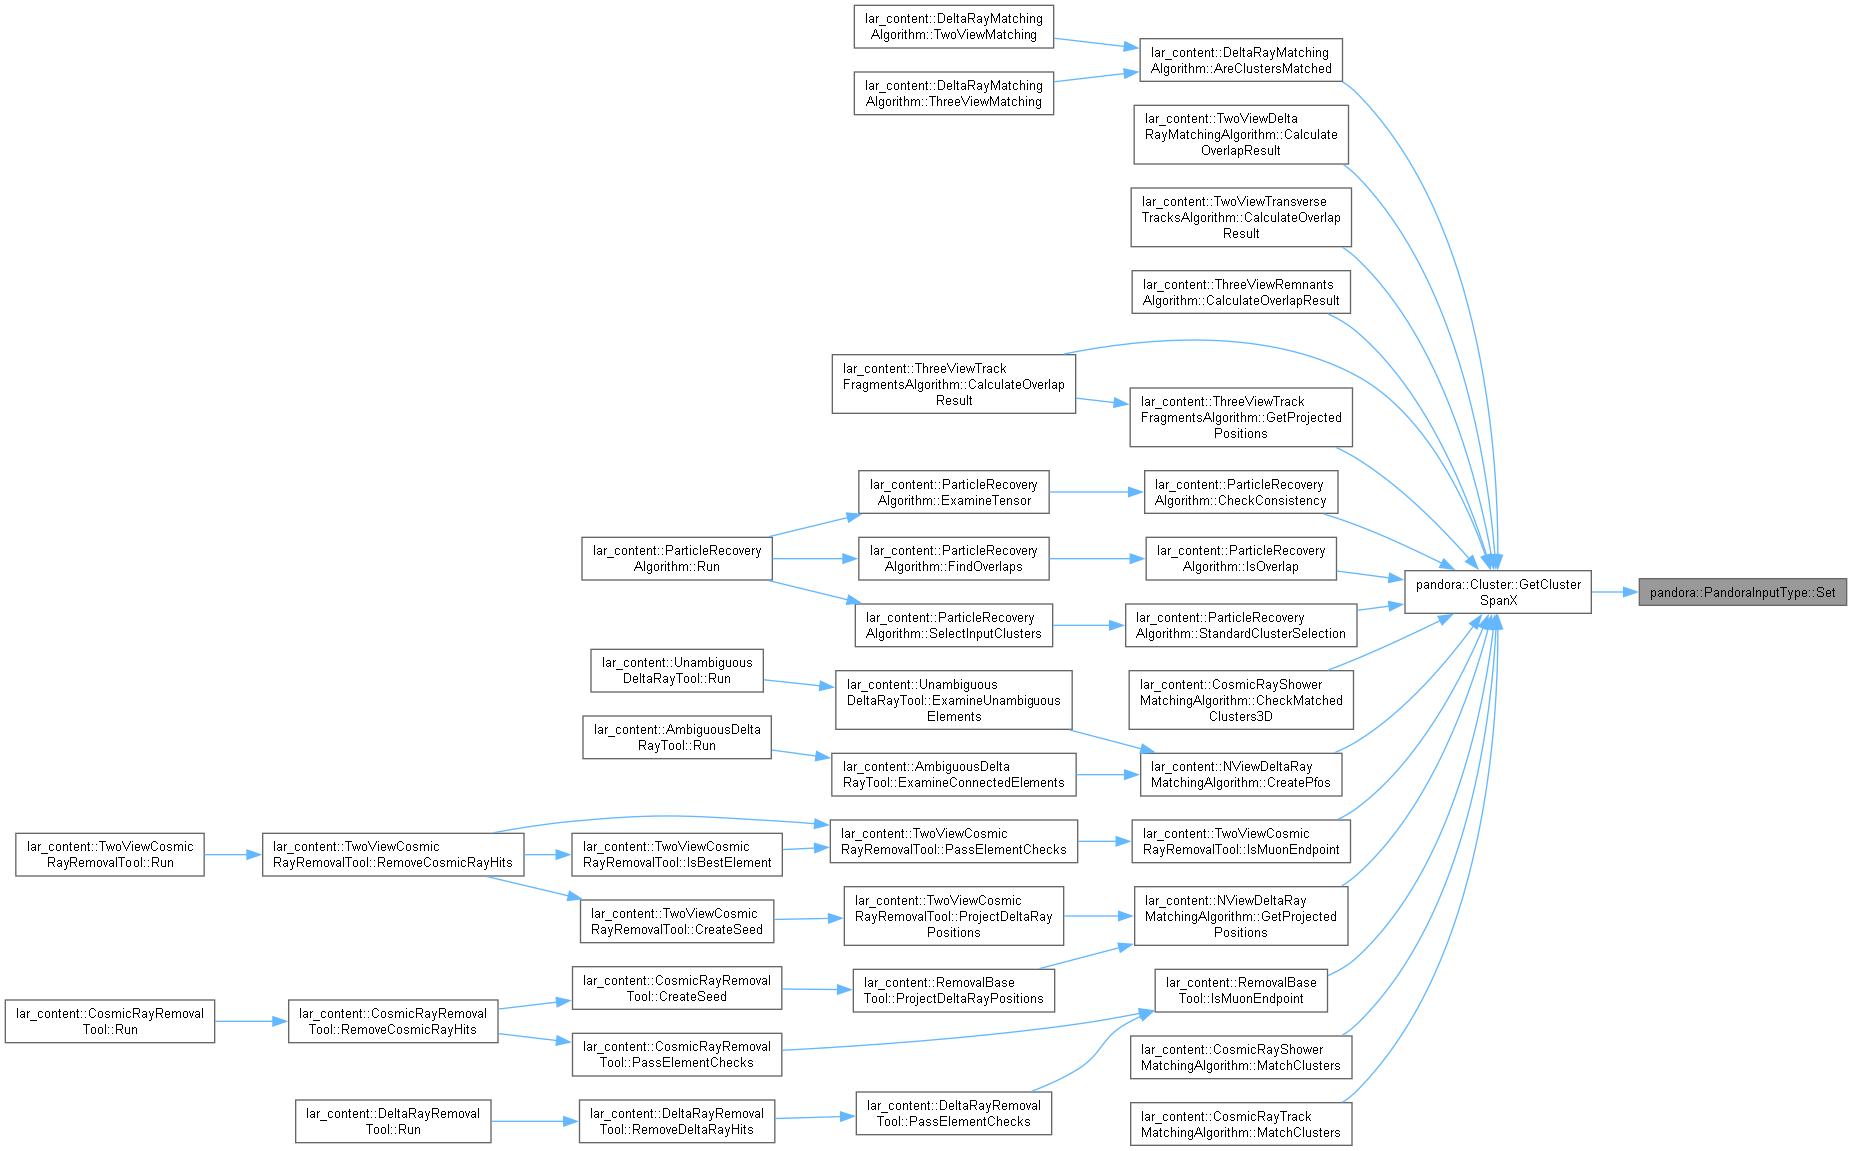 lar_content::DeltaRayMatching
Algorithm::TwoViewMatching
lar_content::DeltaRayMatching
Algorithm::AreClustersMatched
lar_content::DeltaRayMatching
Algorithm::ThreeViewMatching
lar_content::TwoViewDelta
RayMatchingAlgorithm::Calculate
OverlapResult
lar_content::TwoViewTransverse
TracksAlgorithm::CalculateOverlap
Result
lar_content::ThreeViewRemnants
Algorithm::CalculateOverlapResult
lar_content::ThreeViewTrack
FragmentsAlgorithm::CalculateOverlap
Result
lar_content::ThreeViewTrack
FragmentsAlgorithm::GetProjected
Positions
lar_content::ParticleRecovery
Algorithm::ExamineTensor
lar_content::ParticleRecovery
Algorithm::CheckConsistency
lar_content::ParticleRecovery
Algorithm::Run
lar_content::ParticleRecovery
Algorithm::FindOverlaps
lar_content::ParticleRecovery
Algorithm::IsOverlap
pandora::Cluster::GetCluster
SpanX
pandora::PandoraInputType::Set
lar_content::ParticleRecovery
Algorithm::SelectInputClusters
lar_content::ParticleRecovery
Algorithm::StandardClusterSelection
lar_content::Unambiguous
DeltaRayTool::Run
lar_content::Unambiguous
DeltaRayTool::ExamineUnambiguous
Elements
lar_content::CosmicRayShower
MatchingAlgorithm::CheckMatched
Clusters3D
lar_content::AmbiguousDelta
RayTool::Run
lar_content::AmbiguousDelta
RayTool::ExamineConnectedElements
lar_content::NViewDeltaRay
MatchingAlgorithm::CreatePfos
lar_content::TwoViewCosmic
RayRemovalTool::Run
lar_content::TwoViewCosmic
RayRemovalTool::RemoveCosmicRayHits
lar_content::TwoViewCosmic
RayRemovalTool::IsBestElement
lar_content::TwoViewCosmic
RayRemovalTool::PassElementChecks
lar_content::TwoViewCosmic
RayRemovalTool::IsMuonEndpoint
lar_content::TwoViewCosmic
RayRemovalTool::CreateSeed
lar_content::TwoViewCosmic
RayRemovalTool::ProjectDeltaRay
Positions
lar_content::NViewDeltaRay
MatchingAlgorithm::GetProjected
Positions
lar_content::CosmicRayRemoval
Tool::CreateSeed
lar_content::RemovalBase
Tool::ProjectDeltaRayPositions
lar_content::RemovalBase
Tool::IsMuonEndpoint
lar_content::CosmicRayRemoval
Tool::Run
lar_content::CosmicRayRemoval
Tool::RemoveCosmicRayHits
lar_content::CosmicRayRemoval
Tool::PassElementChecks
lar_content::CosmicRayShower
MatchingAlgorithm::MatchClusters
lar_content::DeltaRayRemoval
Tool::Run
lar_content::DeltaRayRemoval
Tool::RemoveDeltaRayHits
lar_content::DeltaRayRemoval
Tool::PassElementChecks
lar_content::CosmicRayTrack
MatchingAlgorithm::MatchClusters